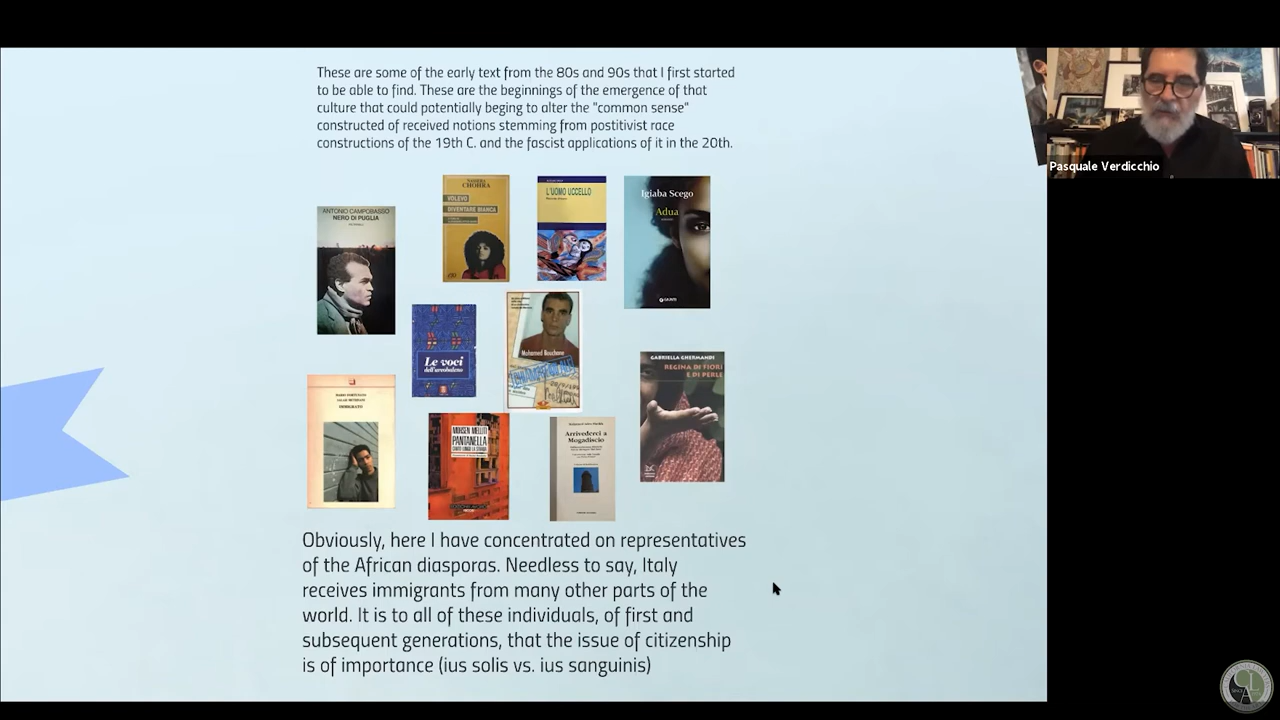 These are some of the early text from the 80s and 90s that I first started
to be able to find. These are the beginnings of the emergence of that
culture that could potentially beging to alter the "common sense"
constructed of received notions stemming from postitivist race
constructions of the 19th C. and the fascist applications of it in the 20th.
Pasquale Verdicchio
CHOHRA
VOLEVO
DIVENTARE BIANCA
L'UOMO UCCELLO
Igiaba Scego
Adua
GIUNTI
ANTONIO CAMPOBASSO
NERO DI PUGLIA
Le voci
dell'arcobaleno
Mohamed Bouchane
GABRIELLA GHERMANDI
REGINA DI FIORI
E DI PERLE
IMMIGRATO
MOHSEN MELLITI
PANTANELLA
CANTO LUNGO LA STRADA
Arrivederci a
Mogadiscio
Obviously, here I have concentrated on representatives
of the African diasporas. Needless to say, Italy
receives immigrants from many other parts of the
world. It is to all of these individuals, of first and
subsequent generations, that the issue of citizenship
is of importance (ius solis vs. ius sanguinis)